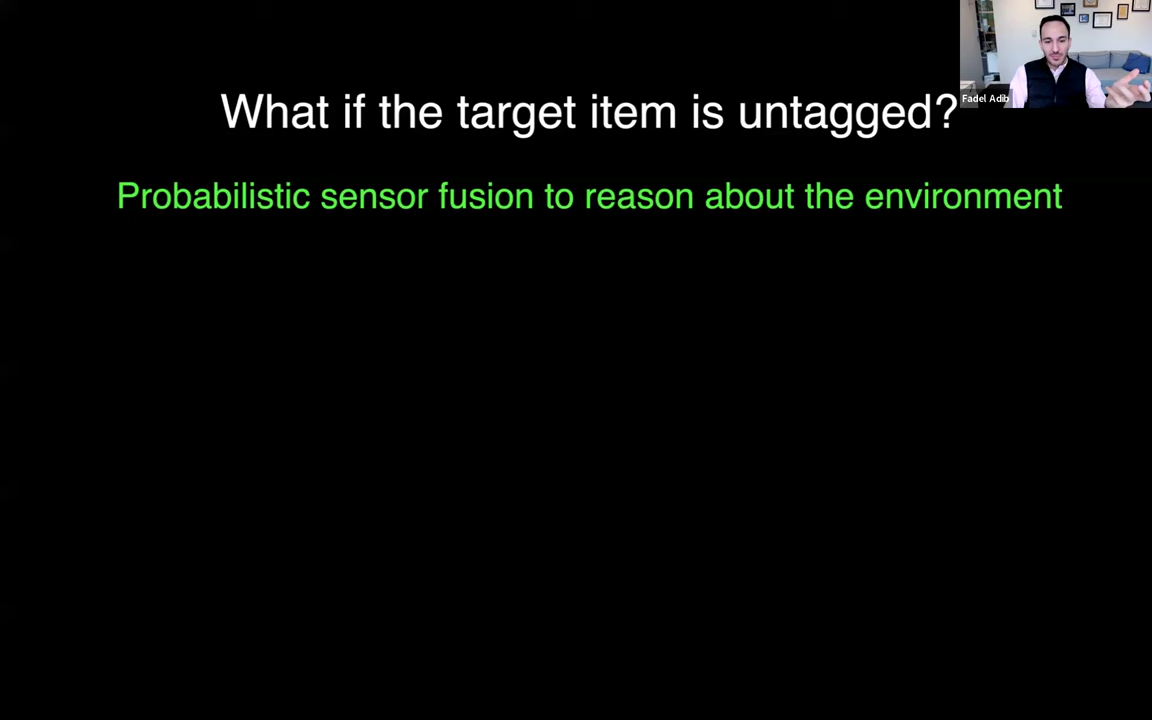 What if the target item is untagged?
Probabilistic sensor fusion to reason about the environment
Fadel Adib